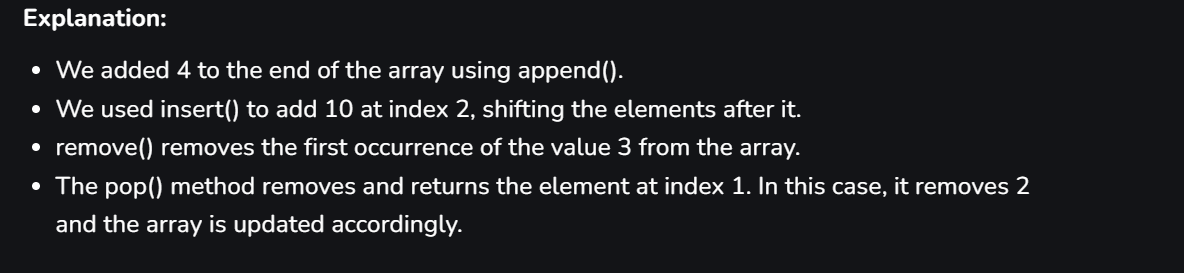 Explanation:
• We added 4 to the end of the array using append().
• We used insert() to add 10 at index 2, shifting the elements after it.
• remove() removes the first occurrence of the value 3 from the array.
• The pop() method removes and returns the element at index 1. In this case, it removes 2
and the array is updated accordingly.